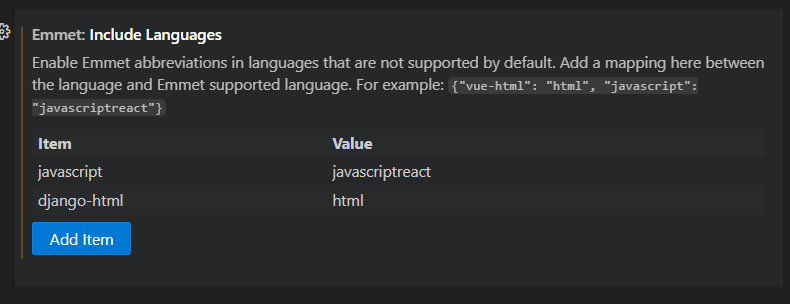 Emmet: Include Languages
Enable Emmet abbreviations in languages that are not supported by default. Add a mapping here between
the language and Emmet supported language. For example: {"vue-html": "html", "javascript":
"javascriptreact"}
Item Value
javascript javascriptreact
django-html html
Add Item